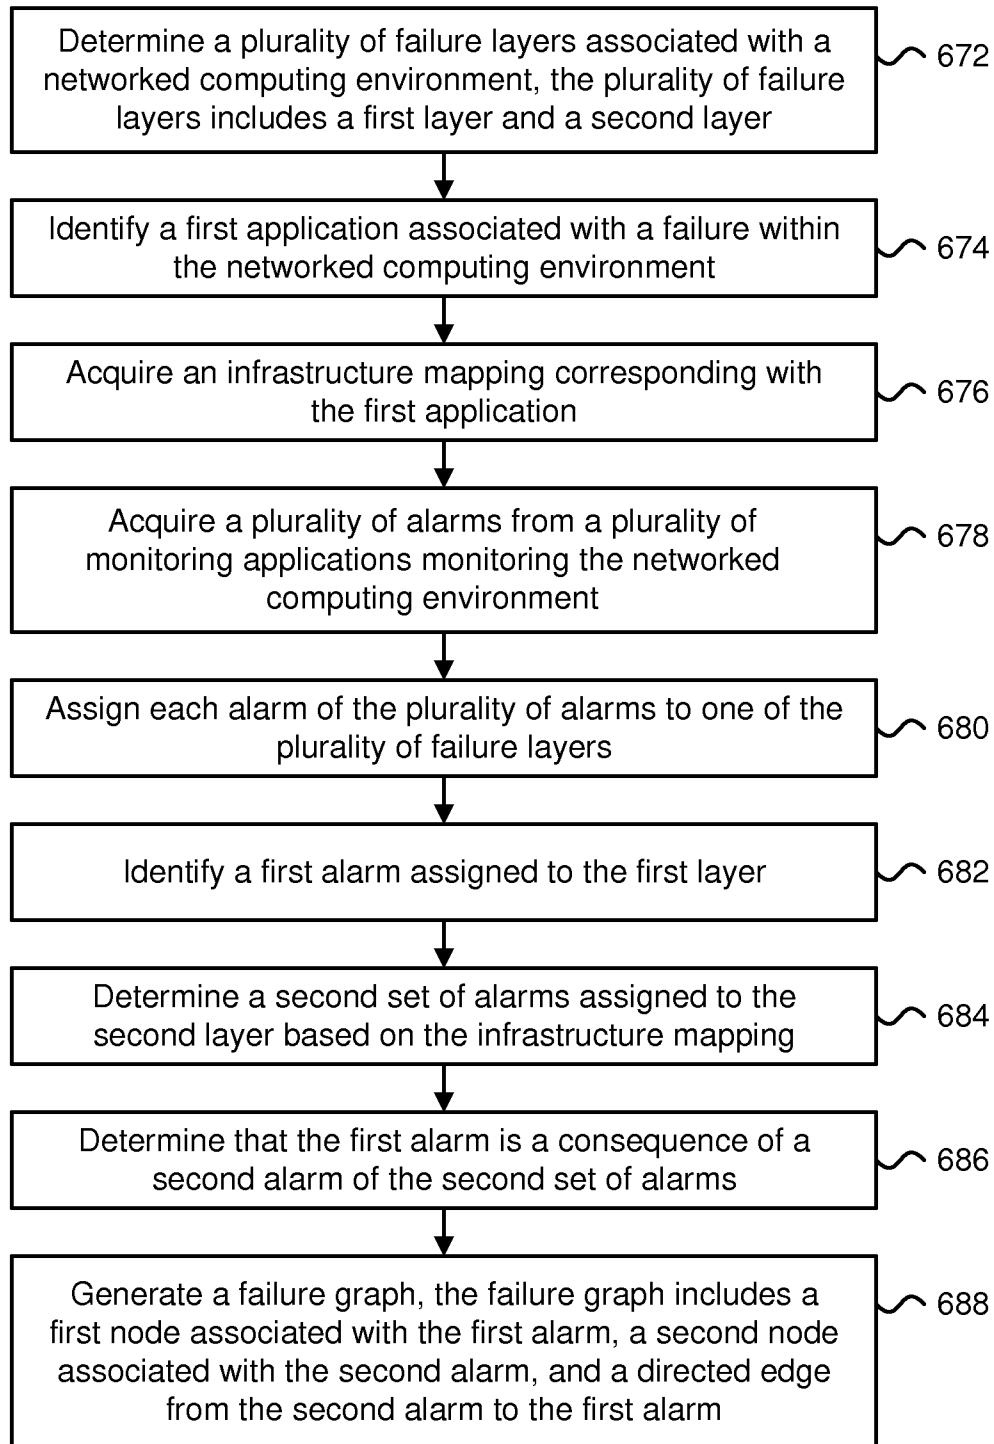 Determine a plurality of failure layers associated with a
networked computing environment, the plurality of failure
layers includes a first layer and a second layer
672
Identify a first application associated with a failure within
the networked computing environment
674
Acquire an infrastructure mapping corresponding with
the first application
676
Acquire a plurality of alarms from a plurality of
monitoring applications monitoring the networked
computing environment
678
Assign each alarm of the plurality of alarms to one of the
plurality of failure layers
680
Identify a first alarm assigned to the first layer
682
Determine a second set of alarms assigned to the
second layer based on the infrastructure mapping
684
Determine that the first alarm is a consequence of a
second alarm of the second set of alarms
686
Generate a failure graph, the failure graph includes a
first node associated with the first alarm, a second node
associated with the second alarm, and a directed edge
from the second alarm to the first alarm
688